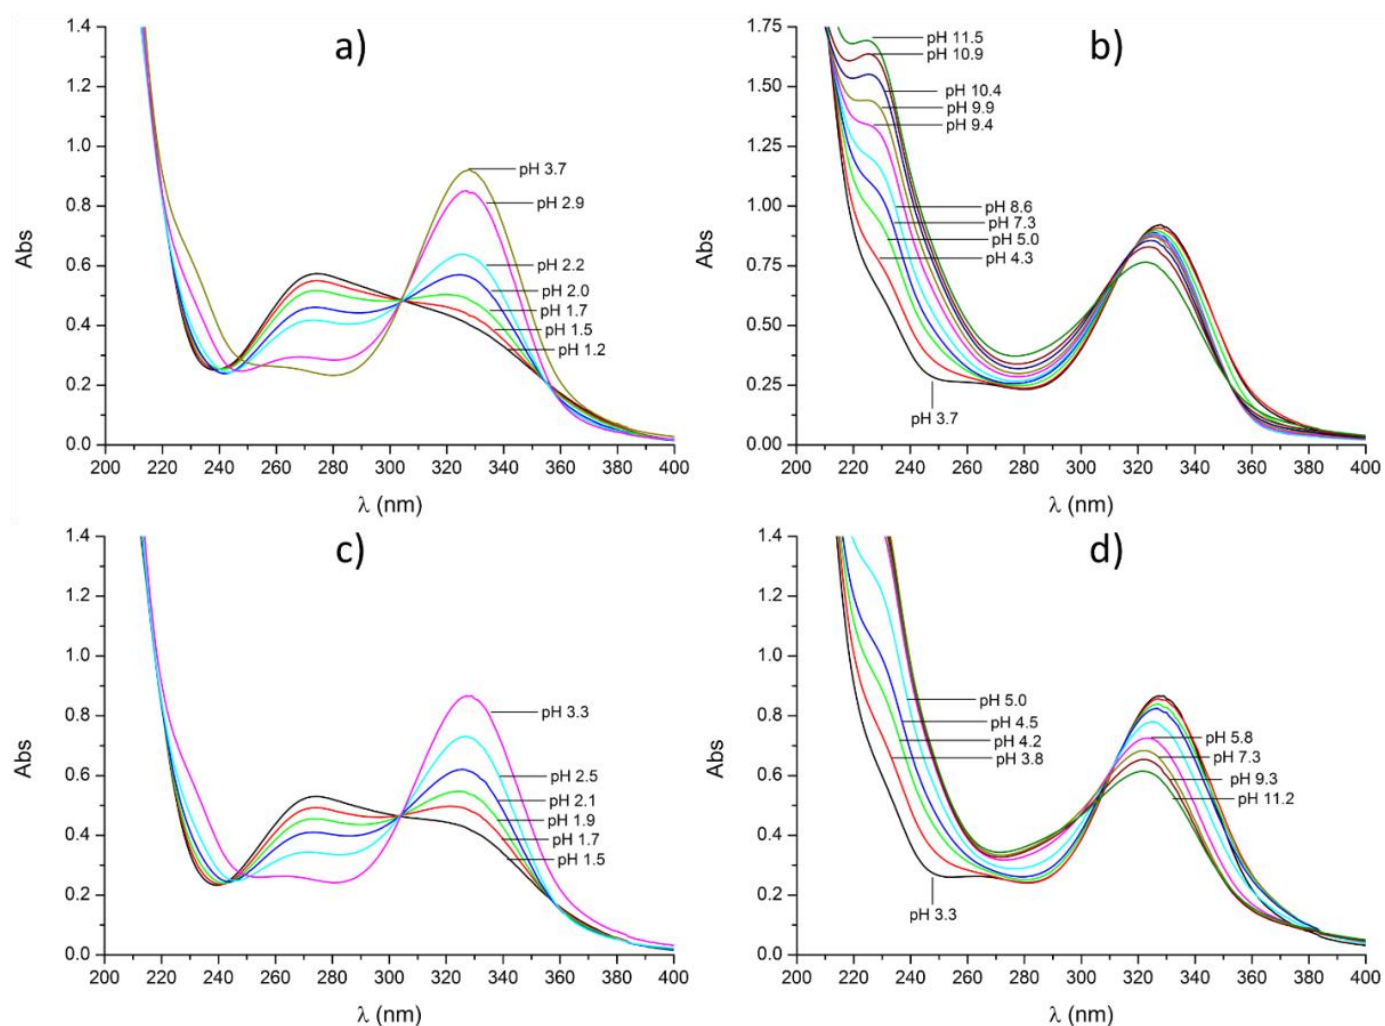 a)
1.4
1.2
1.0
0.8
0.6
0.4
0.2
0.0
Abs
pH 3.7
pH 2.9
pH 2.2
pH 2.0
pH 1.7
pH 1.5
pH 1.2
200 220 240 260 280 300 320 340 360 380 400
λ (nm)
b)
1.75
1.50
1.25
1.00
0.75
0.50
0.25
0.00
Abs
pH 11.5
pH 10.9
pH 10.4
pH 9.9
pH 9.4
pH 8.6
pH 7.3
pH 5.0
pH 4.3
pH 3.7
200 220 240 260 280 300 320 340 360 380 400
λ (nm)
c)
1.4
1.2
1.0
0.8
0.6
0.4
0.2
0.0
Abs
pH 3.3
pH 2.5
pH 2.1
pH 1.9
pH 1.7
pH 1.5
200 220 240 260 280 300 320 340 360 380 400
λ (nm)
d)
1.4
1.2
1.0
0.8
0.6
0.4
0.2
0.0
Abs
pH 5.0
pH 4.5
pH 4.2
pH 3.8
pH 5.8
pH 7.3
pH 9.3
pH 11.2
pH 3.3
200 220 240 260 280 300 320 340 360 380 400
λ (nm)